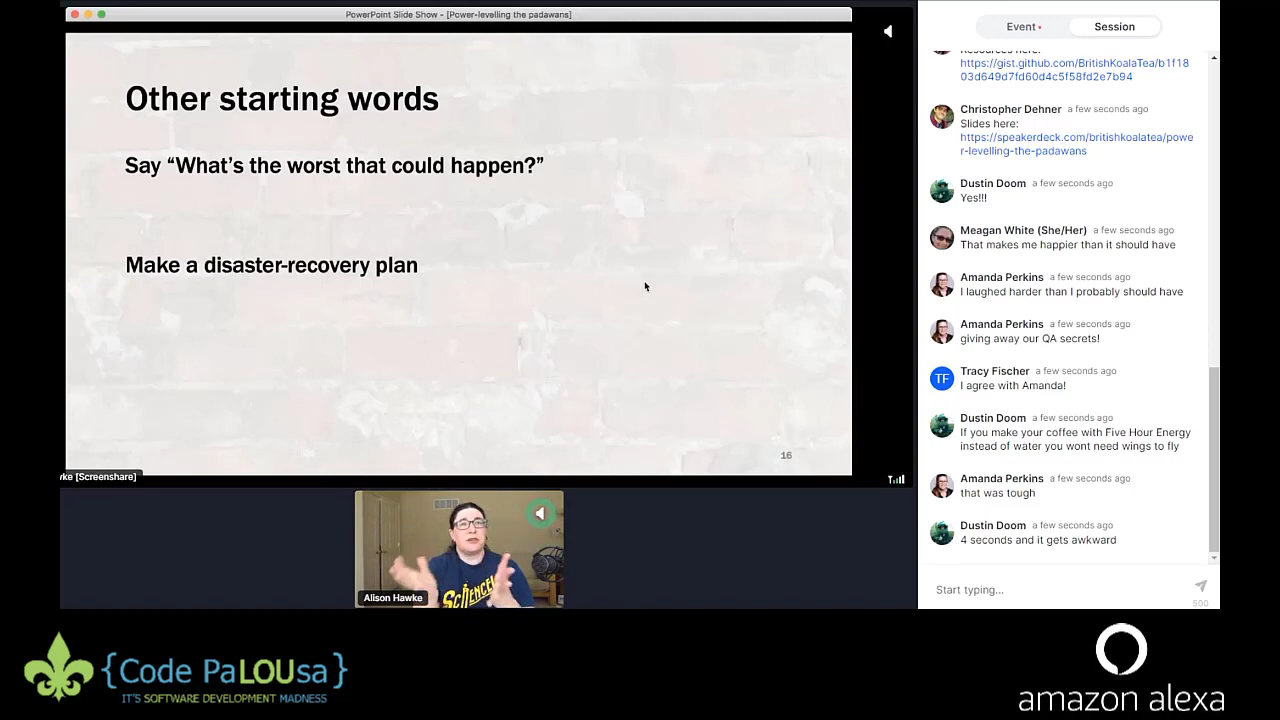 PowerPoint Slide Show - [Power-levelling the padawans]
Other starting words
Say “What’s the worst that could happen?”
Make a disaster-recovery plan
16
wke [Screenshare]
SCIENCE!
Alison Hawke
Event
Session
Resources here:
https://gist.github.com/BritishKoalaTea/b1f18
03d649d7fd60d4c5f58fd2e7b94
Christopher Dehner a few seconds ago
Slides here:
https://speakerdeck.com/britishkoalatea/powe
r-levelling-the-padawans
Dustin Doom a few seconds ago
Yes!!!
Meagan White (She/Her) a few seconds ago
That makes me happier than it should have
Amanda Perkins a few seconds ago
I laughed harder than I probably should have
Amanda Perkins a few seconds ago
giving away our QA secrets!
TF
Tracy Fischer a few seconds ago
I agree with Amanda!
Dustin Doom a few seconds ago
If you make your coffee with Five Hour Energy
instead of water you wont need wings to fly
Amanda Perkins a few seconds ago
that was tough
Dustin Doom a few seconds ago
4 seconds and it gets awkward
Start typing...
500
{Code PaLOUsa}
IT'S SOFTWARE DEVELOPMENT MADNESS
amazon alexa